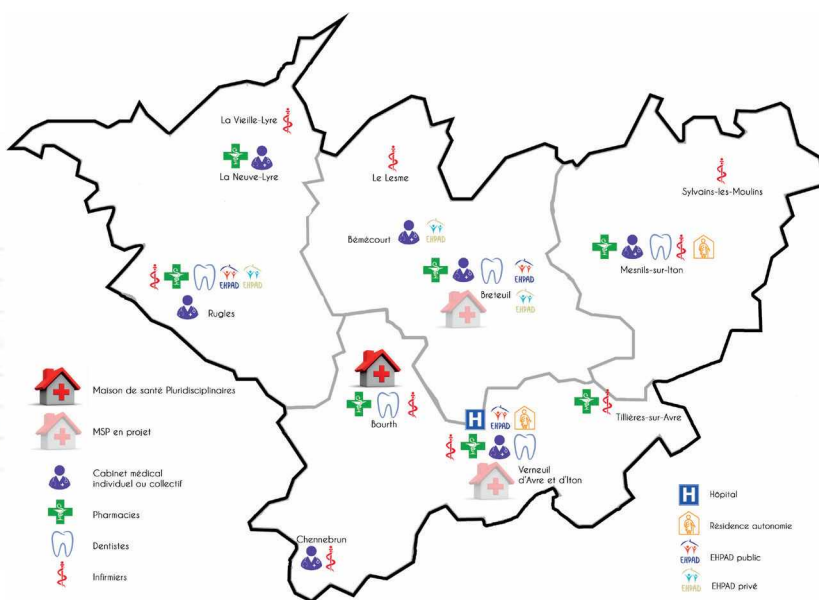 La Vieille-Lyre
La Neuve-Lyre
Le Lesme
Sylvains-les-Moulins
Bémécourt
EHPAD
Mesnils-sur-Iton
EHPAD
EHPAD
Rugles
Breteuil
EHPAD
EHPAD
Bourth
H
EHPAD
Tillières-sur-Avre
Verneuil
d'Avre et d'Iton
Chennebrun
Maison de santé Pluridisciplinaires
MSP en projet
Cabinet médical
individuel ou collectif
Pharmacies
Dentistes
Infirmiers
H
Hôpital
Résidence autonomie
EHPAD
EHPAD public
EHPAD
EHPAD privé